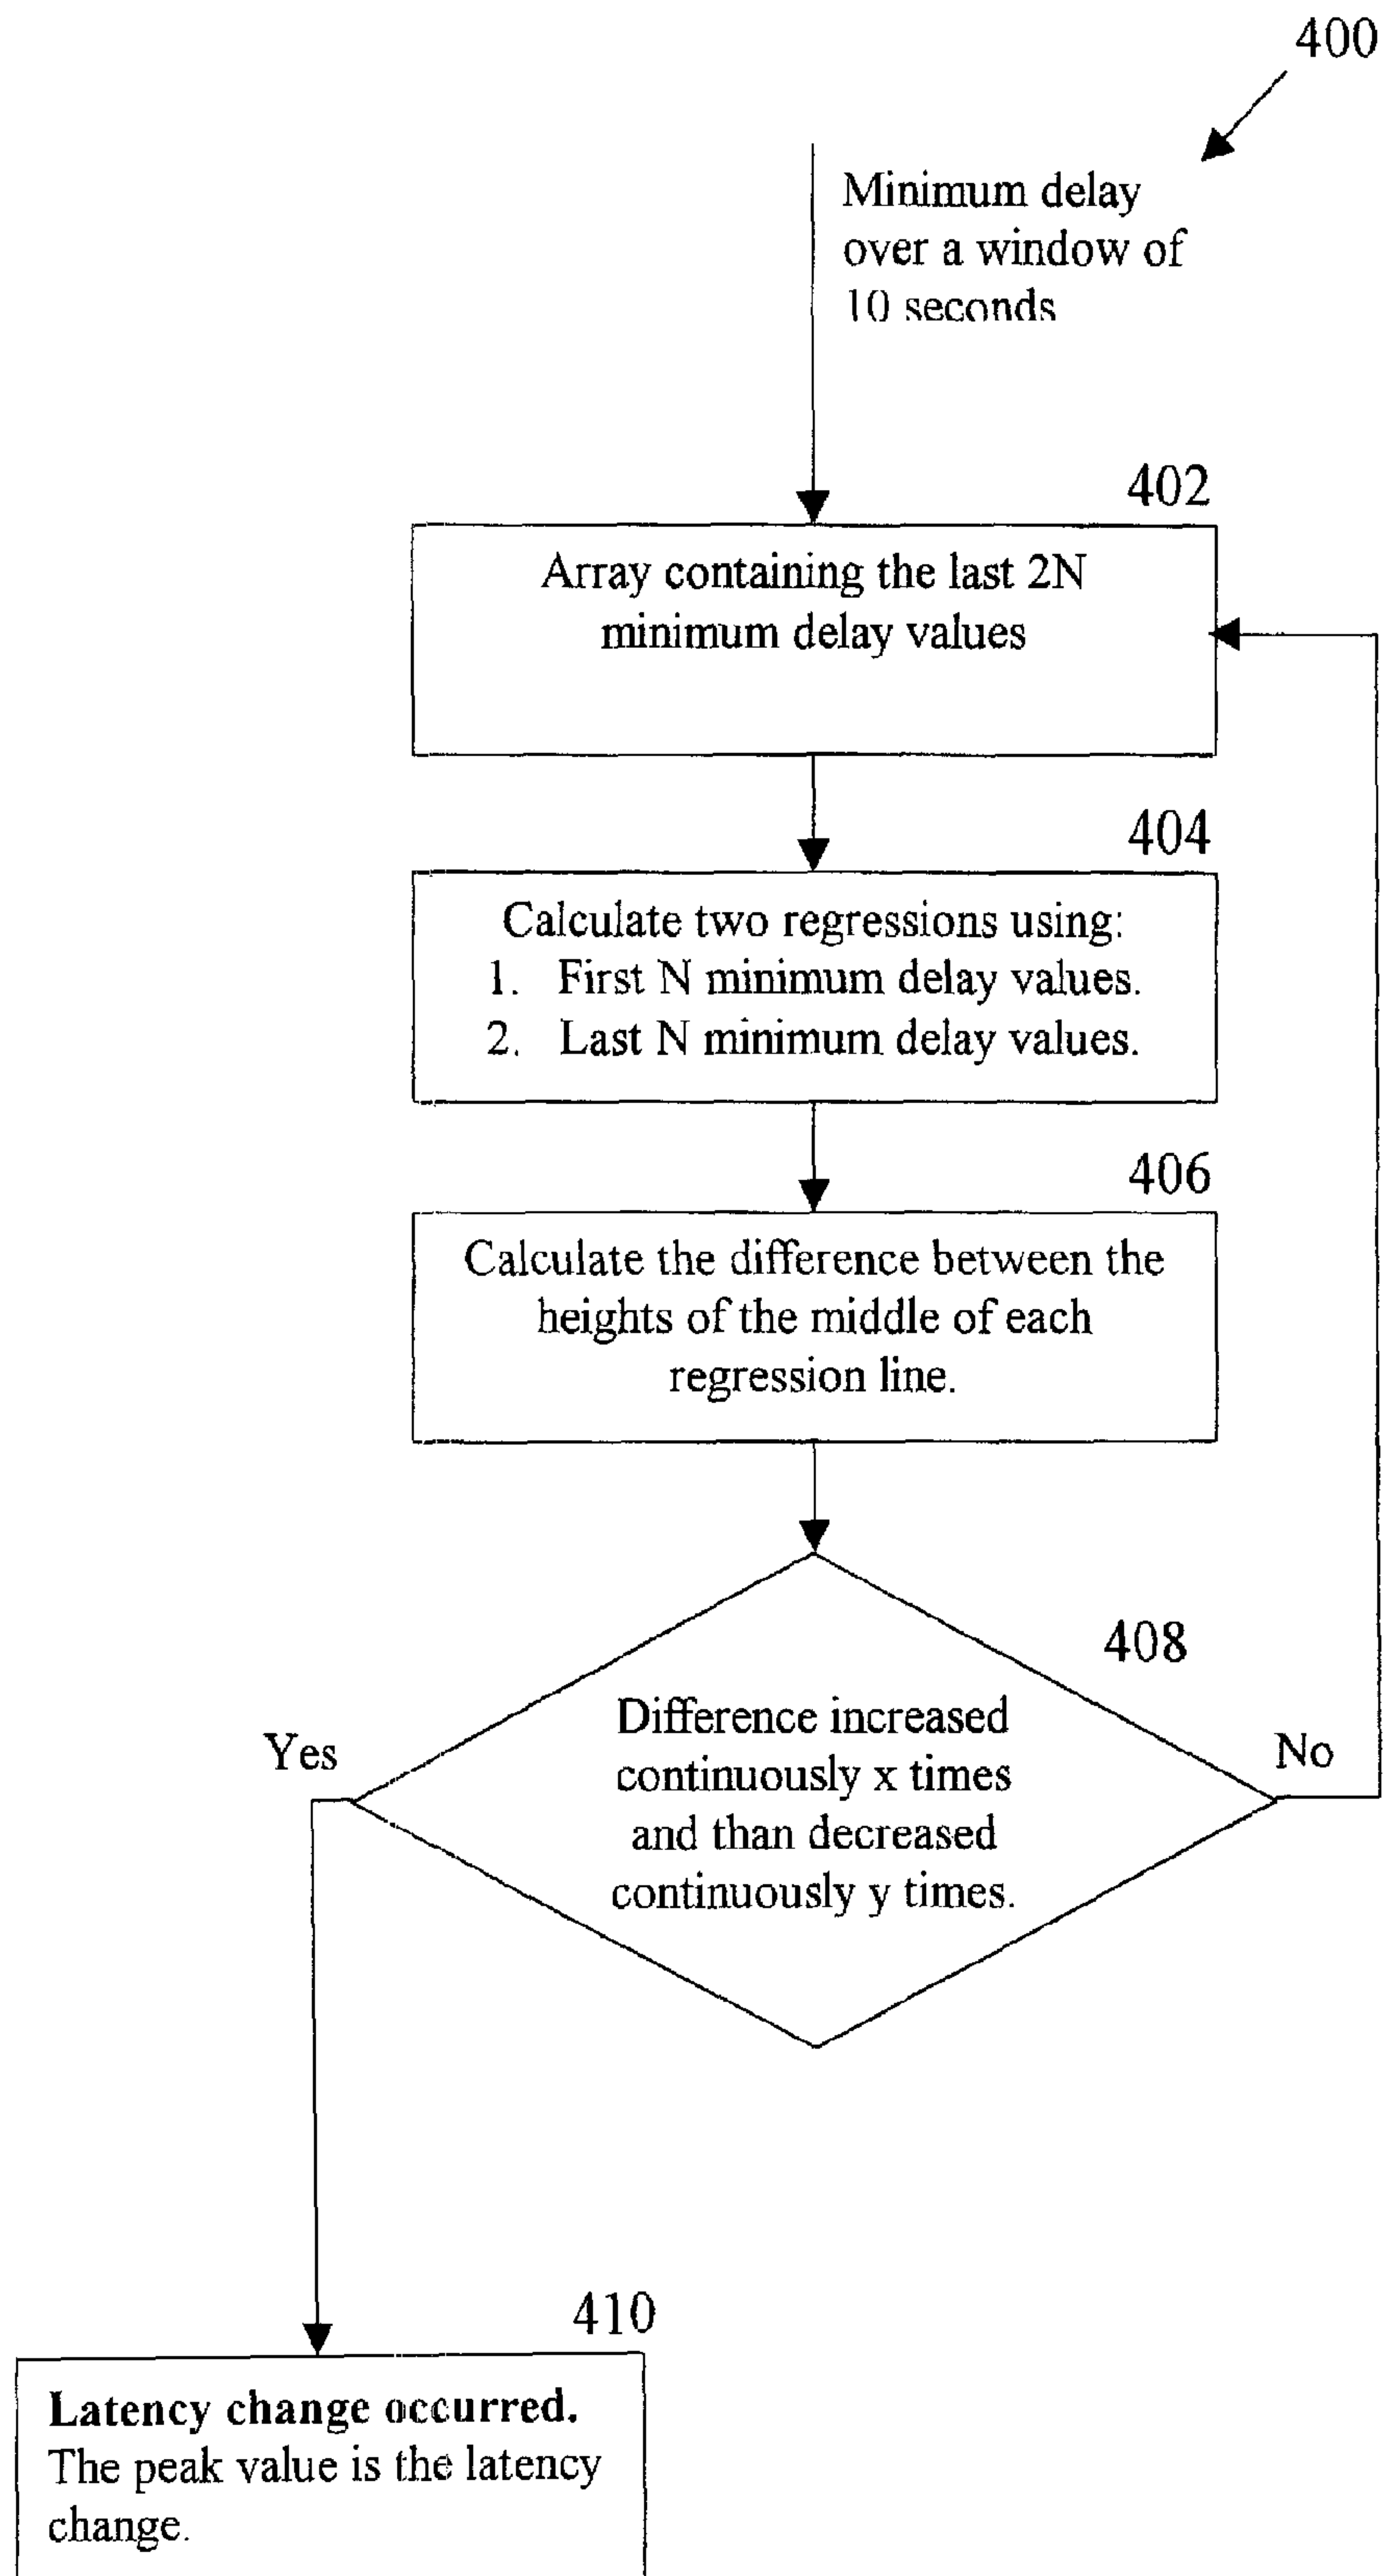 400
Minimum delay
over a window of
10 seconds
402
Array containing the last 2N
minimum delay values
404
Calculate two regressions using:
1. First N minimum delay values.
2. Last N minimum delay values.
406
Calculate the difference between the
heights of the middle of each
regression line.
408
Difference increased
continuously x times
and than decreased
continuously y times.
Yes
No
410
Latency change occurred.
The peak value is the latency
change.